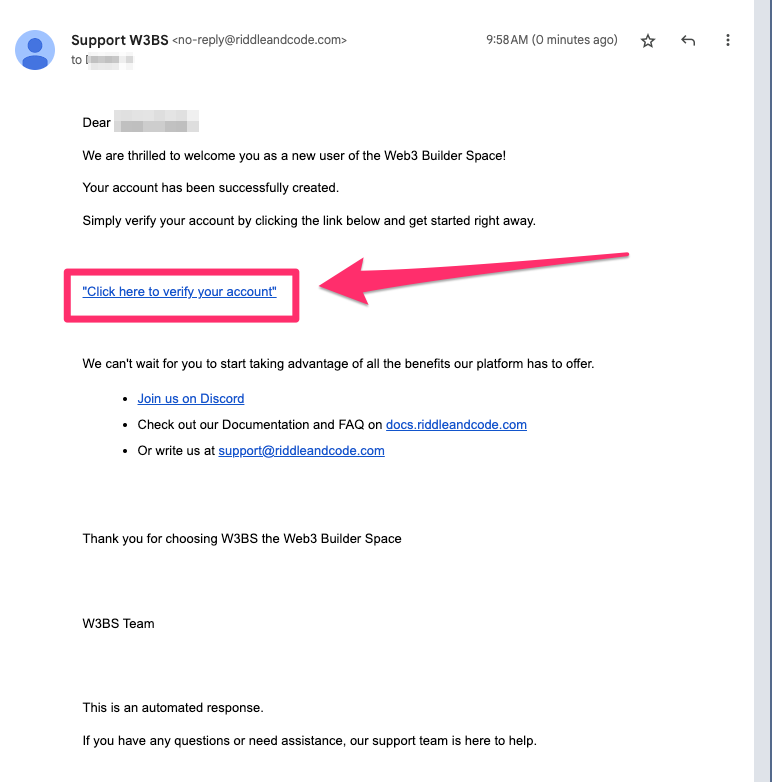 Support W3BS <no-reply@riddleandcode.com> 9:58 AM (0 minutes ago)
to
Dear
We are thrilled to welcome you as a new user of the Web3 Builder Space!
Your account has been successfully created.
Simply verify your account by clicking the link below and get started right away.
"Click here to verify your account"
We can't wait for you to start taking advantage of all the benefits our platform has to offer.
• Join us on Discord
• Check out our Documentation and FAQ on docs.riddleandcode.com
• Or write us at support@riddleandcode.com
Thank you for choosing W3BS the Web3 Builder Space
W3BS Team
This is an automated response.
If you have any questions or need assistance, our support team is here to help.